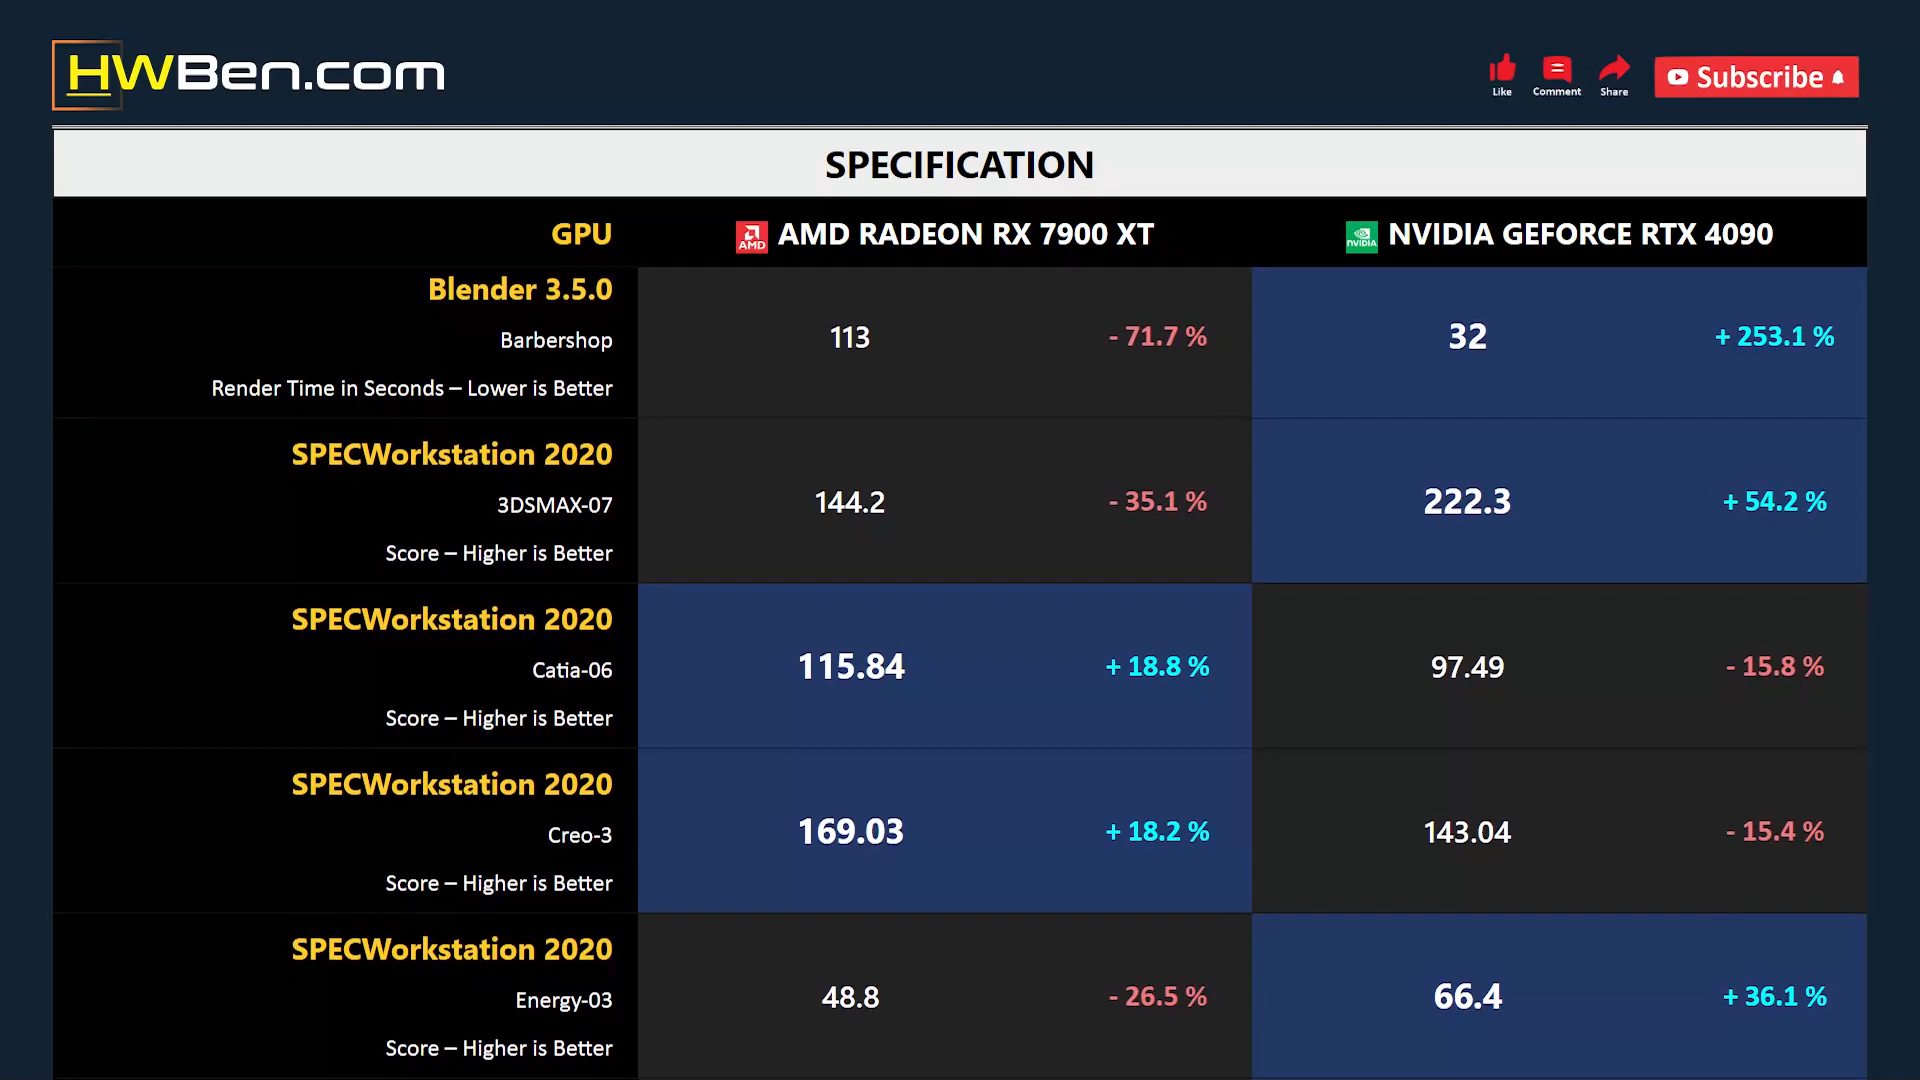 HWBen.com
Like
Comment
Share
Subscribe
SPECIFICATION
GPU
AMD
AMD RADEON RX 7900 XT
NVIDIA
NVIDIA GEFORCE RTX 4090
Blender 3.5.0
Barbershop
Render Time in Seconds – Lower is Better
113
- 71.7 %
32
+ 253.1 %
SPECWorkstation 2020
3DSMAX-07
Score – Higher is Better
144.2
- 35.1 %
222.3
+ 54.2 %
SPECWorkstation 2020
Catia-06
Score – Higher is Better
115.84
+ 18.8 %
97.49
- 15.8 %
SPECWorkstation 2020
Creo-3
Score – Higher is Better
169.03
+ 18.2 %
143.04
- 15.4 %
SPECWorkstation 2020
Energy-03
Score – Higher is Better
48.8
- 26.5 %
66.4
+ 36.1 %